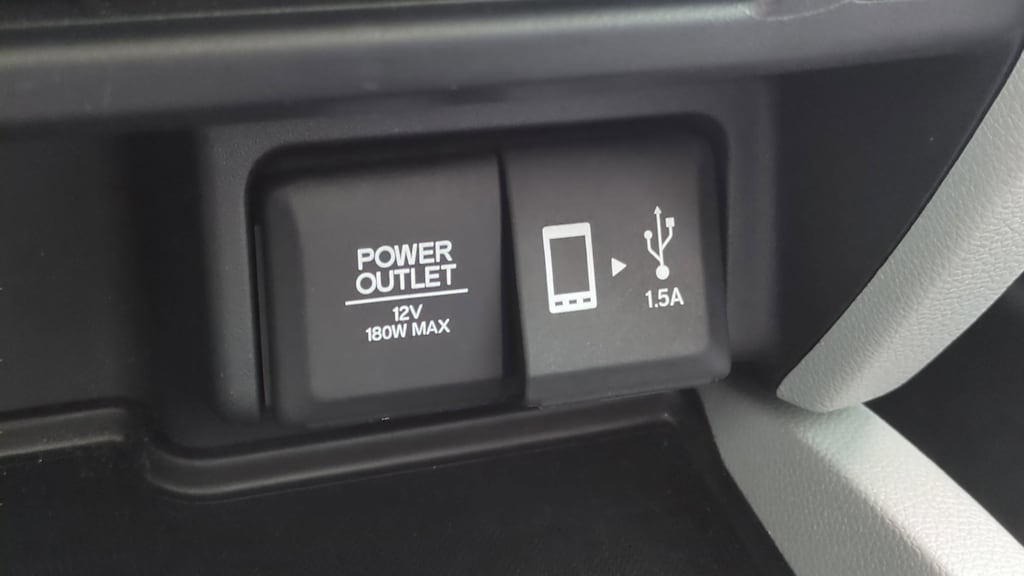 POWER
OUTLET
12V
180W MAX
1.5A